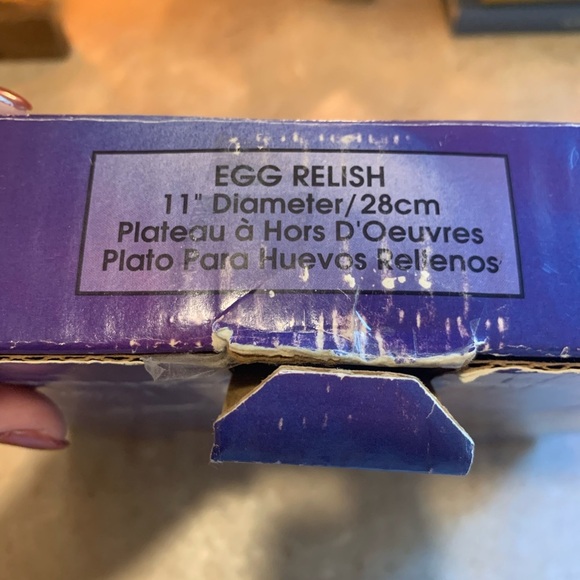 EGG RELISH
11" Diameter/28cm
Plateau à Hors D'Oeuvres
Plato Para Huevos Rellenos